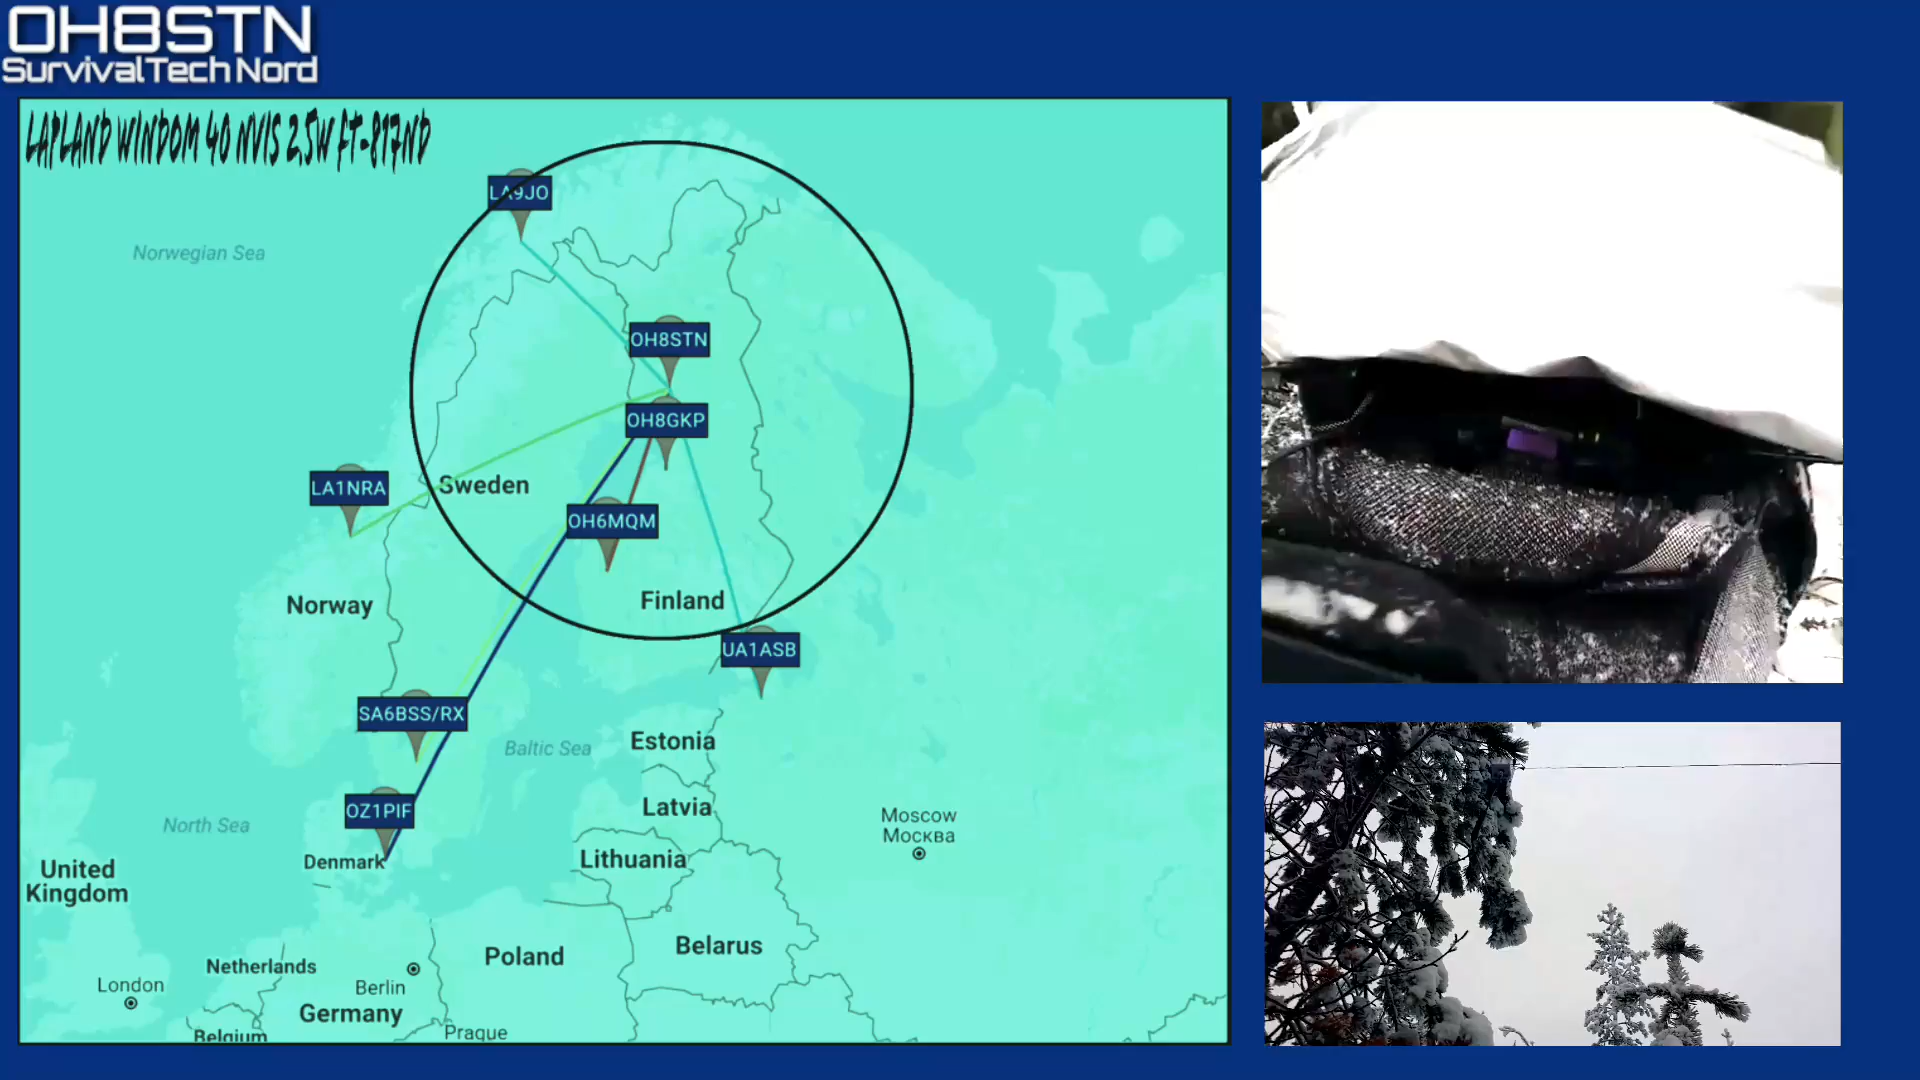 OH8STN
SurvivalTech Nord
LAPLAND WINDOM 40 NVIS 2,5W FT-817ND
LA9JO
Norwegian Sea
OH8STN
OH8GKP
LA1NRA
Sweden
OH6MQM
Norway
Finland
UA1ASB
SA6BSS/RX
Baltic Sea
Estonia
OZ1PIF
Latvia
North Sea
Moscow
Москва
Denmark
Lithuania
United
Kingdom
Poland
Belarus
Netherlands
London
Berlin
Germany
Prague
Belgium